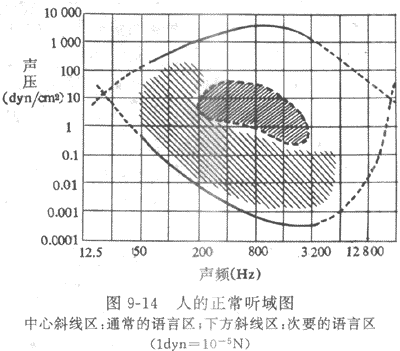 10 000
1 000
100
10
1
0.1
0.01
0.001
0.0001
声压
(dyn/cm²)
12.5 50 200 800 3 200 12 800
声频(Hz)
图 9-14 人的正常听域图
中心斜线区:通常的语言区;下方斜线区:次要的语言区
(1dyn=10⁻⁵N)